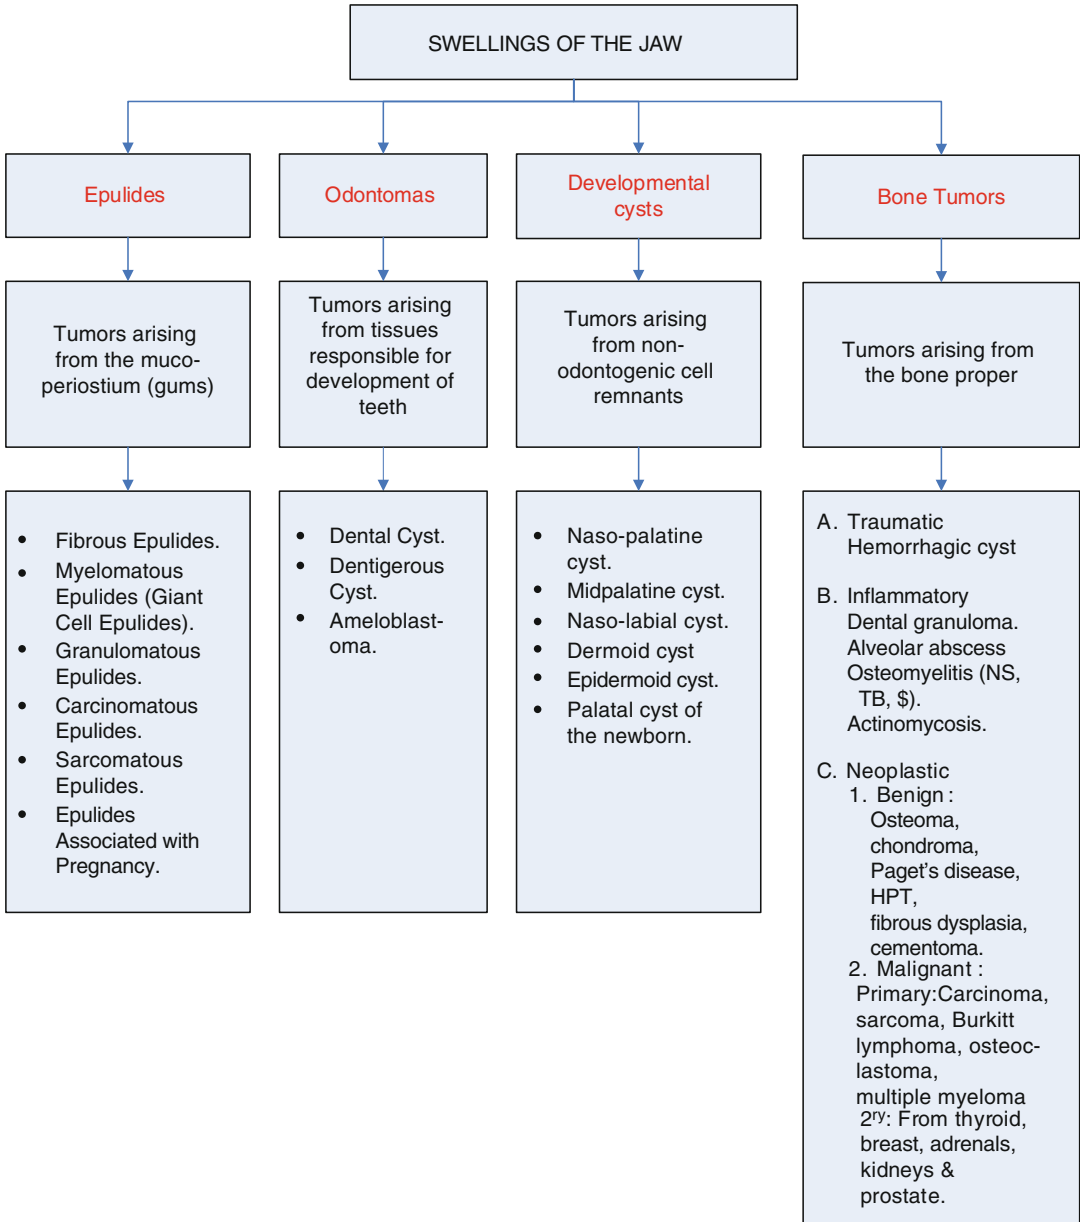 SWELLINGS OF THE JAW
Epulides
Odontomas
Developmental
cysts
Bone Tumors
Tumors arising
from the muco-
periostium (gums)
Tumors arising
from tissues
responsible for
development of
teeth
Tumors arising
from non-
odontogenic cell
remnants
Tumors arising from
the bone proper
• Fibrous Epulides.
• Myelomatous
Epulides (Giant
Cell Epulides).
• Granulomatous
Epulides.
• Carcinomatous
Epulides.
• Sarcomatous
Epulides.
• Epulides
Associated with
Pregnancy.
• Dental Cyst.
• Dentigerous
Cyst.
• Ameloblast-
oma.
• Naso-palatine
cyst.
• Midpalatine cyst.
• Naso-labial cyst.
• Dermoid cyst
• Epidermoid cyst.
• Palatal cyst of
the newborn.
A. Traumatic
Hemorrhagic cyst
B. Inflammatory
Dental granuloma.
Alveolar abscess
Osteomyelitis (NS,
TB, $).
Actinomycosis.
C. Neoplastic
1. Benign :
Osteoma,
chondroma,
Paget's disease,
HPT,
fibrous dysplasia,
cementoma.
2. Malignant :
Primary:Carcinoma,
sarcoma, Burkitt
lymphoma, osteoc-
lastoma,
multiple myeloma
2ry: From thyroid,
breast, adrenals,
kidneys &
prostate.